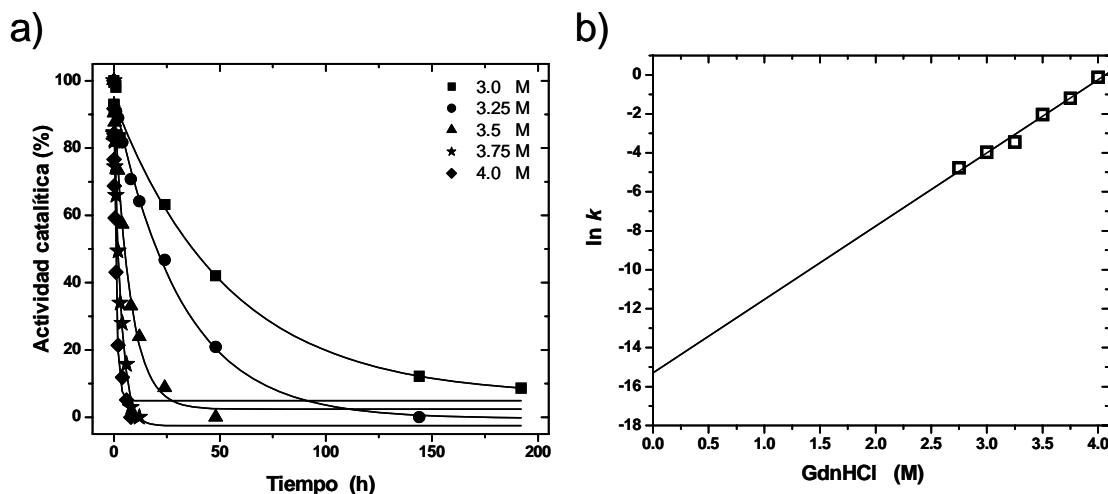 a)
Actividad catalítica (%)
100
80
60
40
20
0
3.0 M
3.25 M
3.5 M
3.75 M
4.0 M
0
50
100
150
200
Tiempo (h)
b)
ln k
0
-2
-4
-6
-8
-10
-12
-14
-16
-18
0.0
0.5
1.0
1.5
2.0
2.5
3.0
3.5
4.0
GdnHCl (M)